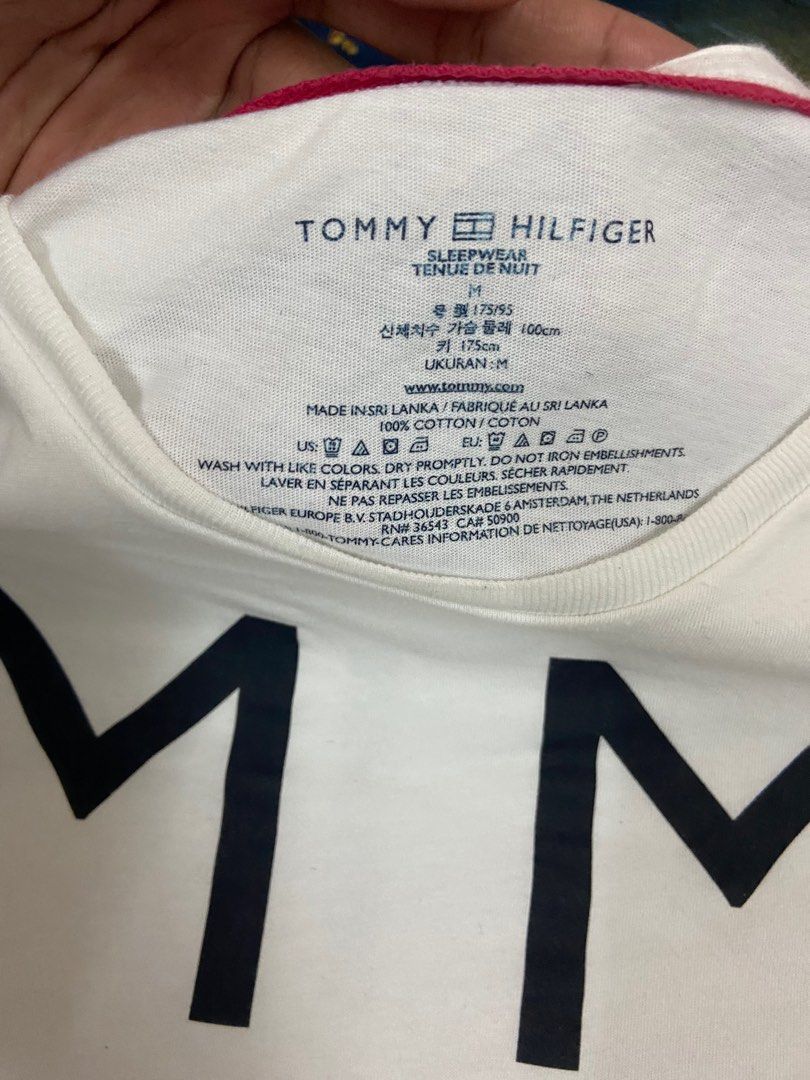 TOMMY HILFIGER
SLEEPWEAR
TENUE DE NUIT
M
号型 175/95
신체치수 가슴둘레 100cm
키 175cm
UKURAN : M
www.tommy.com
MADE IN SRI LANKA / FABRIQUÉ AU SRI LANKA
100% COTTON / COTON
US: EU:
WASH WITH LIKE COLORS. DRY PROMPTLY. DO NOT IRON EMBELLISHMENTS.
LAVER EN SÉPARANT LES COULEURS. SÉCHER RAPIDEMENT.
NE PAS REPASSER LES EMBELISSEMENTS.
HILFIGER EUROPE B.V. STADHOUDERSKADE 6 AMSTERDAM, THE NETHERLANDS
RN# 36543 CA# 50900
1-800-TOMMY-CARES INFORMATION DE NETTOYAGE(USA): 1-800-
MM